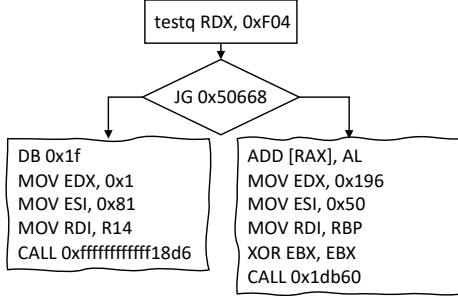 testq RDX, 0xF04
JG 0x50668
DB 0x1f
MOV EDX, 0x1
MOV ESI, 0x81
MOV RDI, R14
CALL 0xffffffffffff18d6
ADD [RAX], AL
MOV EDX, 0x196
MOV ESI, 0x50
MOV RDI, RBP
XOR EBX, EBX
CALL 0x1db60